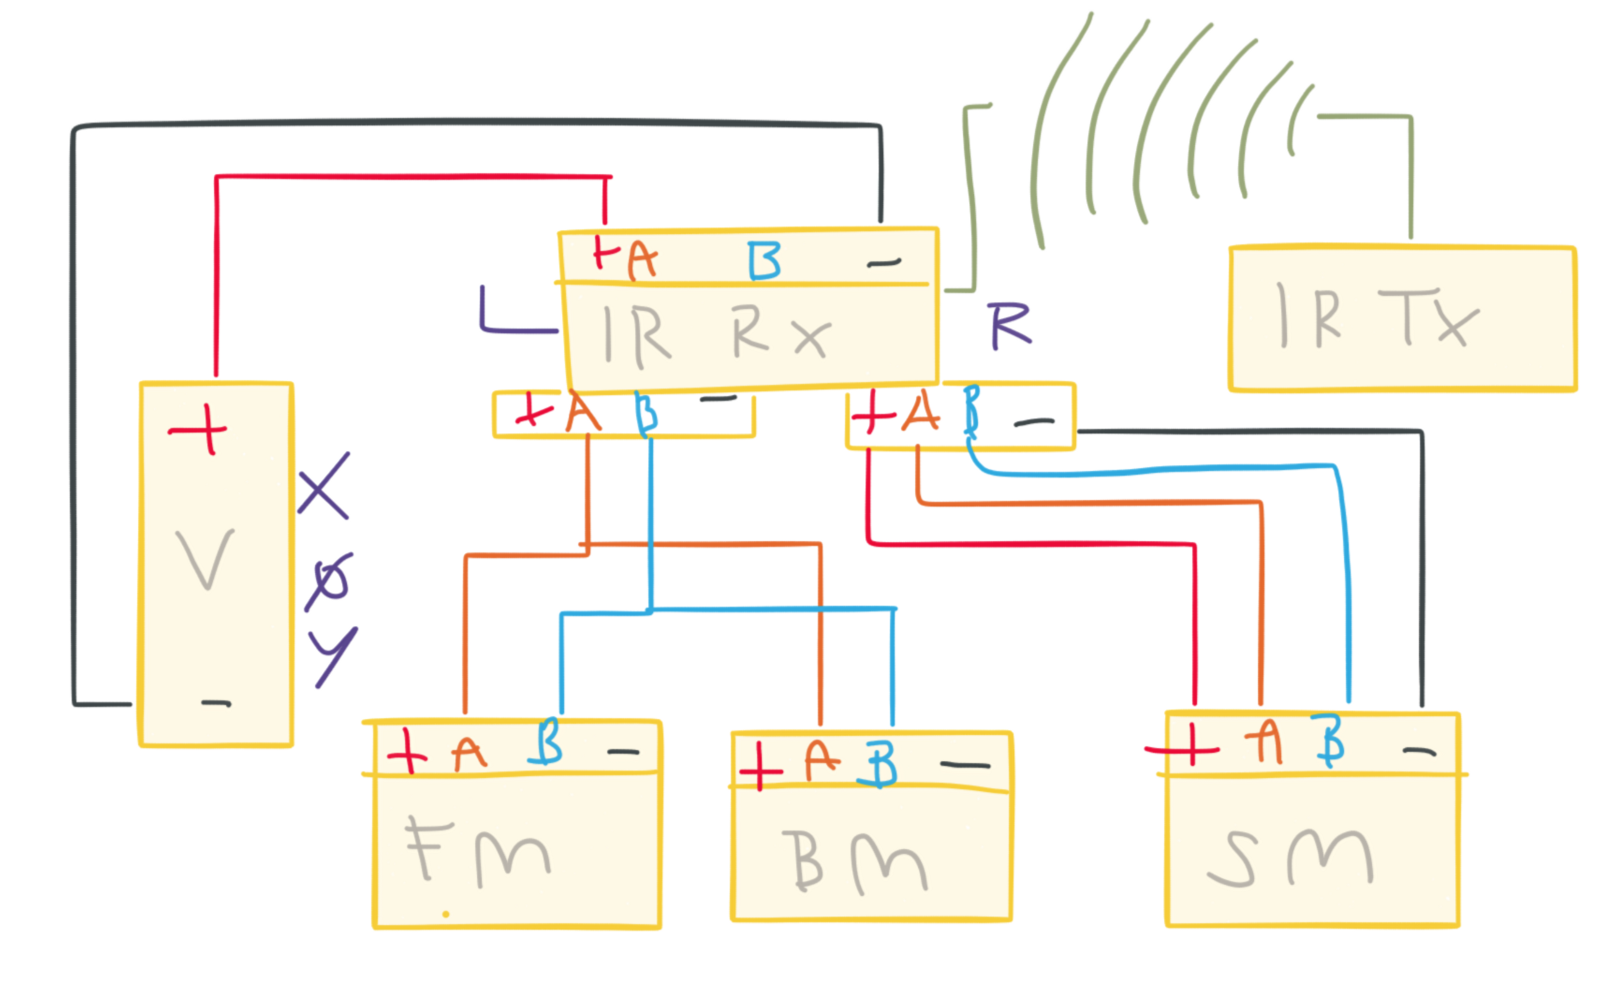 + A B −
IR Rx
L
R
IR Tx
+ A B −
+ A B −
+
V
−
X
Ø
Y
+ A B −
FM
+ A B −
BM
+ A B −
SM